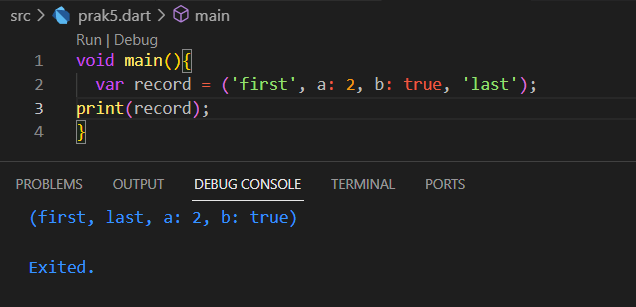 src > prak5.dart > main
Run | Debug
1 void main(){
2   var record = ('first', a: 2, b: true, 'last');
3 print(record);
4 }
PROBLEMS OUTPUT DEBUG CONSOLE TERMINAL PORTS
(first, last, a: 2, b: true)
Exited.